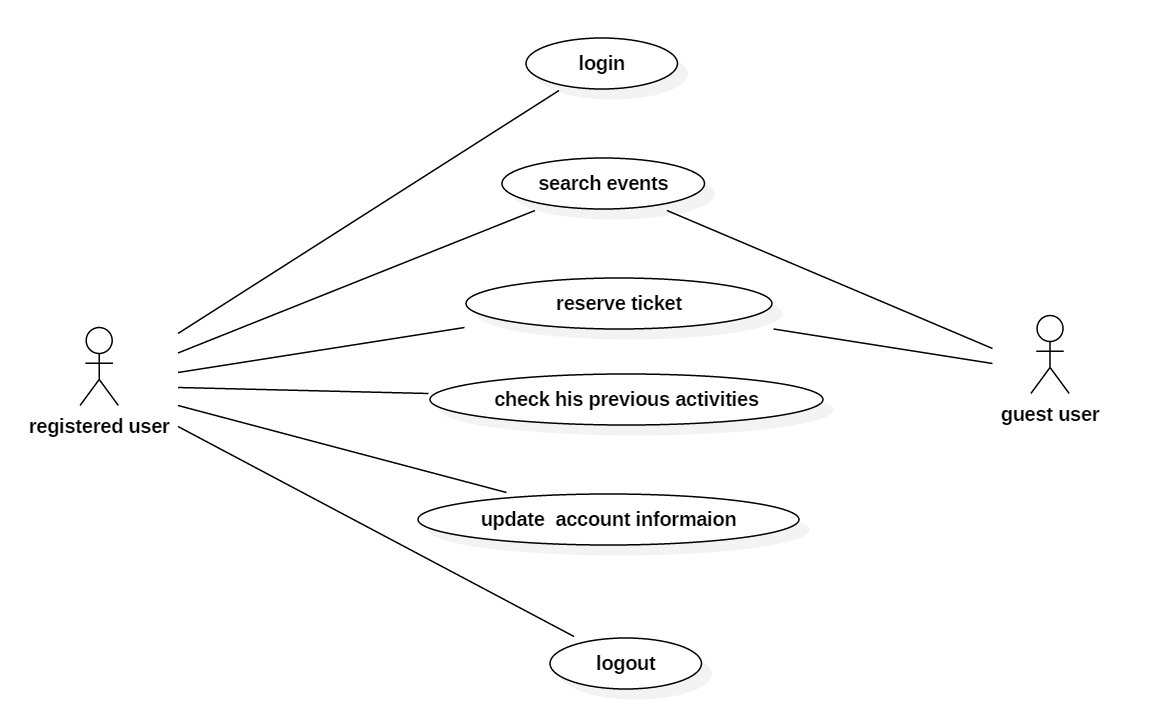 login
search events
reserve ticket
check his previous activities
registered user
guest user
update  account informaion
logout